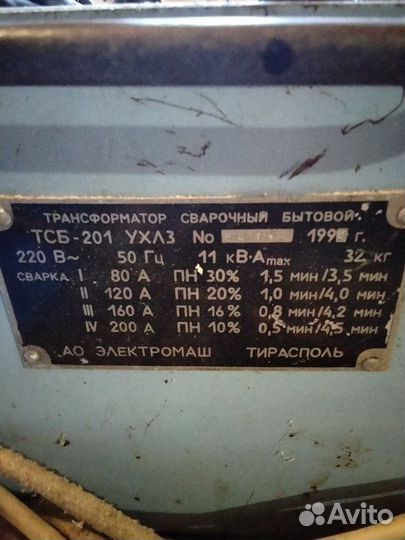 ТРАНСФОРМАТОР СВАРОЧНЫЙ БЫТОВОЙ
ТСБ-201 УХЛ3 No г.
220 В~ 50 Гц 11 кВ·Аmax 32 кг
СВАРКА I 80 А ПН 30% 1,5 мин/3,5 мин
II 120 А ПН 20% 1,0 мин/4,0 мин
III 160 А ПН 16% 0,8 мин/4,2 мин
IV 200 А ПН 10% 0,5 мин/4,5 мин
АО ЭЛЕКТРОМАШ ТИРАСПОЛЬ
Avito